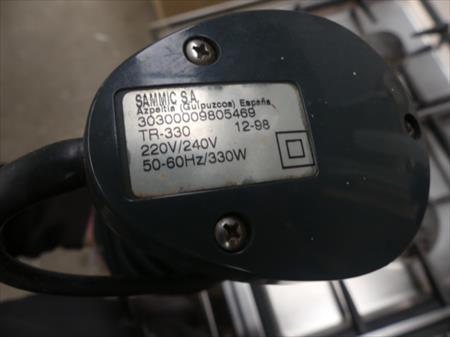 SAMMIC S.A.
Azpeitia (Guipuzcoa) España
30300009805469
TR-330 12-98
220V/240V
50-60Hz/330W